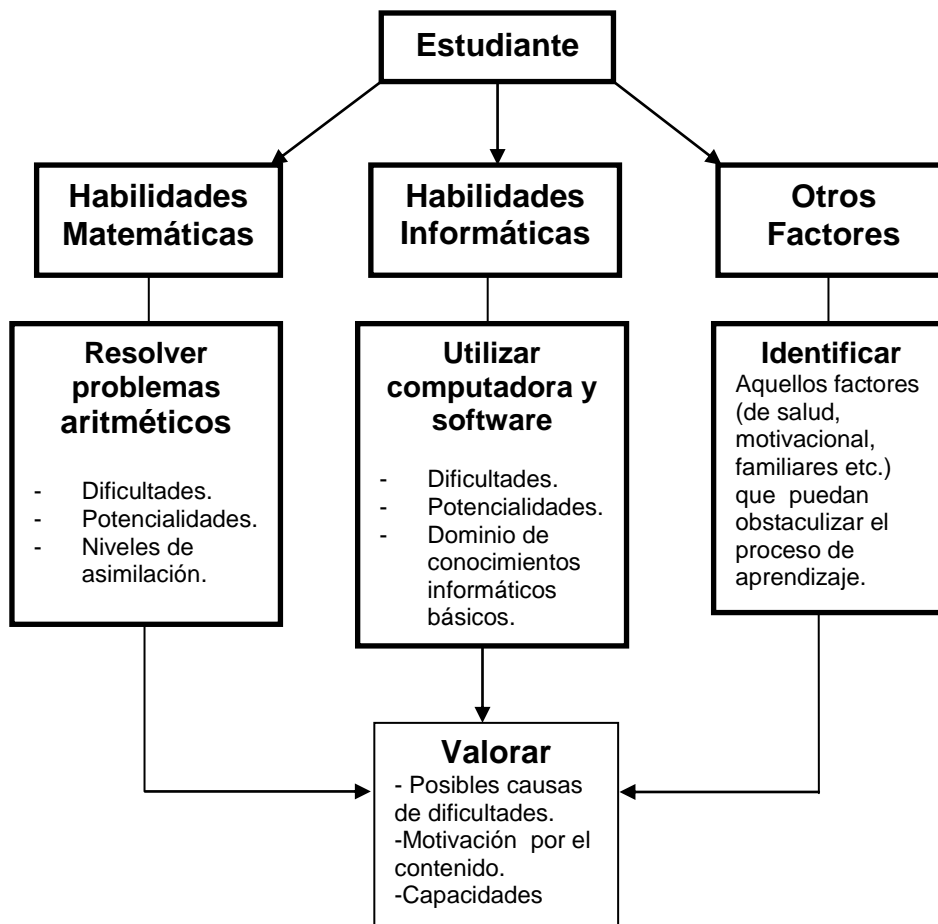 Estudiante
Habilidades
Matemáticas
Habilidades
Informáticas
Otros
Factores
Resolver
problemas
aritméticos
- Dificultades.
- Potencialidades.
- Niveles de
asimilación.
Utilizar
computadora y
software
- Dificultades.
- Potencialidades.
- Dominio de
conocimientos
informáticos
básicos.
Identificar
Aquellos factores
(de salud,
motivacional,
familiares etc.)
que puedan
obstaculizar el
proceso de
aprendizaje.
Valorar
- Posibles causas
de dificultades.
-Motivación por el
contenido.
-Capacidades